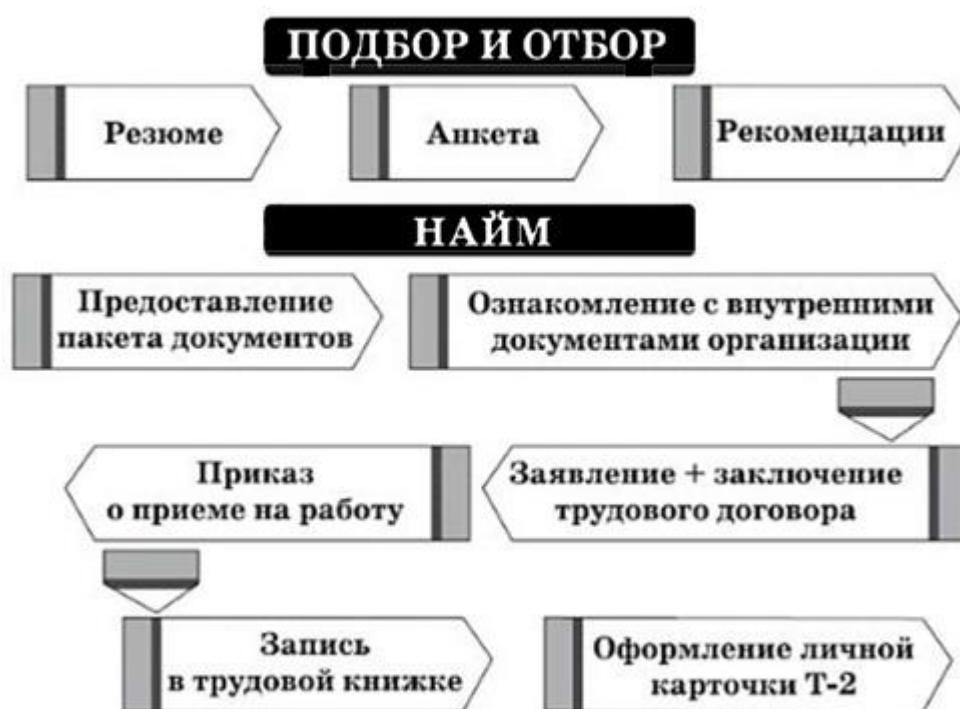 ПОДБОР И ОТБОР
Резюме
Анкета
Рекомендации
НАЙМ
Предоставление
пакета документов
Ознакомление с внутренними
документами организации
Заявление + заключение
трудового договора
Приказ
о приеме на работу
Запись
в трудовой книжке
Оформление личной
карточки Т-2